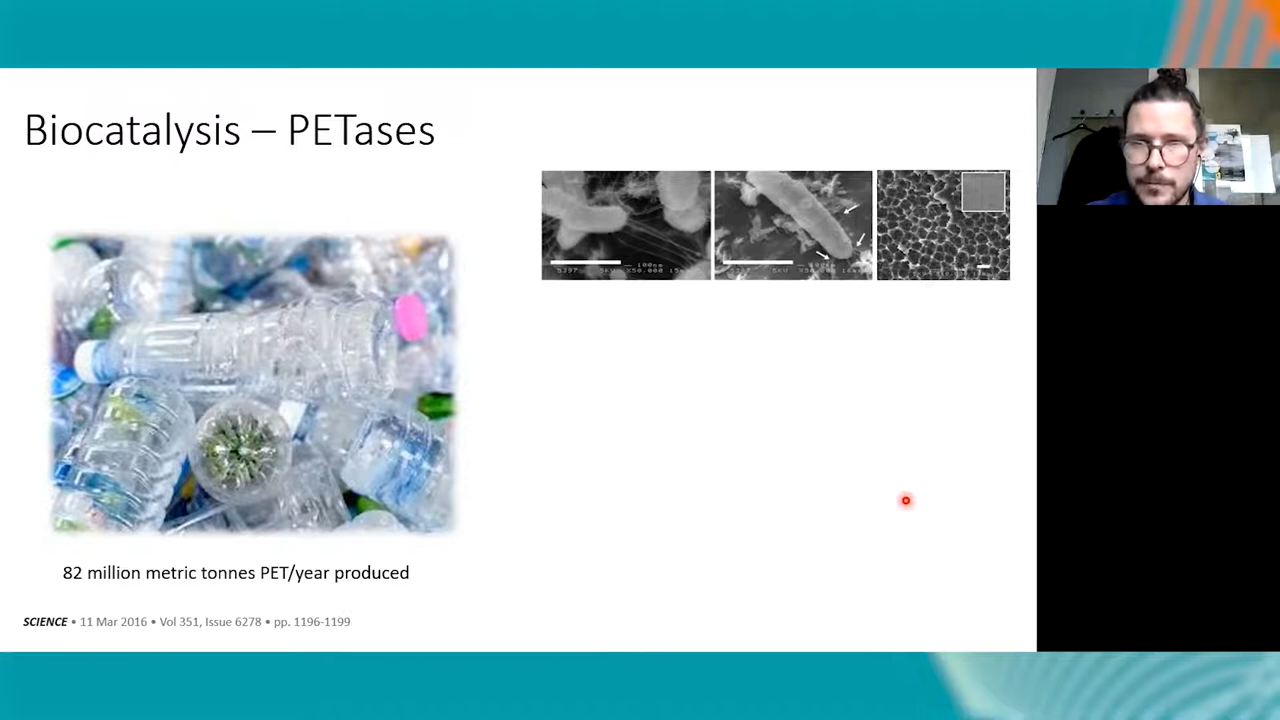 Biocatalysis – PETases
82 million metric tonnes PET/year produced
SCIENCE • 11 Mar 2016 • Vol 351, Issue 6278 • pp. 1196-1199